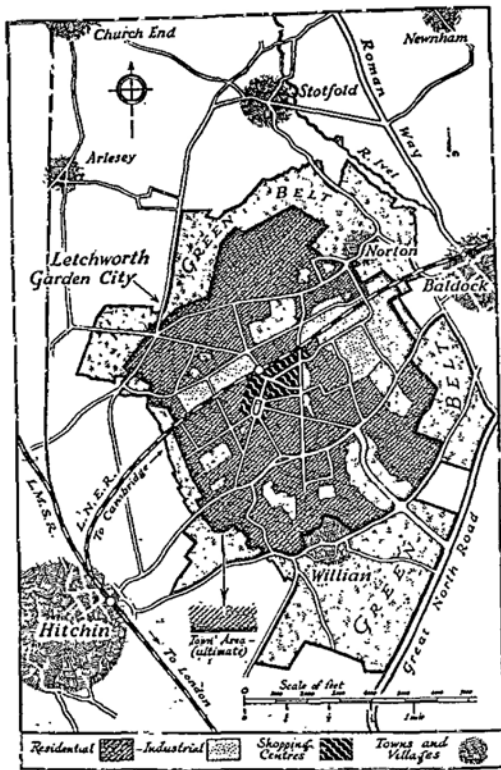 Church End
Newnham
Stotfold
Roman
Way
Arlesey
R. Ivel
GREEN
BELT
Norton
Letchworth
Garden City
Baldock
BELT
L.M.S.R.
L.N.E.R.
To Cambridge
Willian
GREEN
Great
North Road
Hitchin
Town Area
(ultimate)
To London
Scale of feet
1 mile
Residential
Industrial
Shopping
Centres
Towns and
Villages